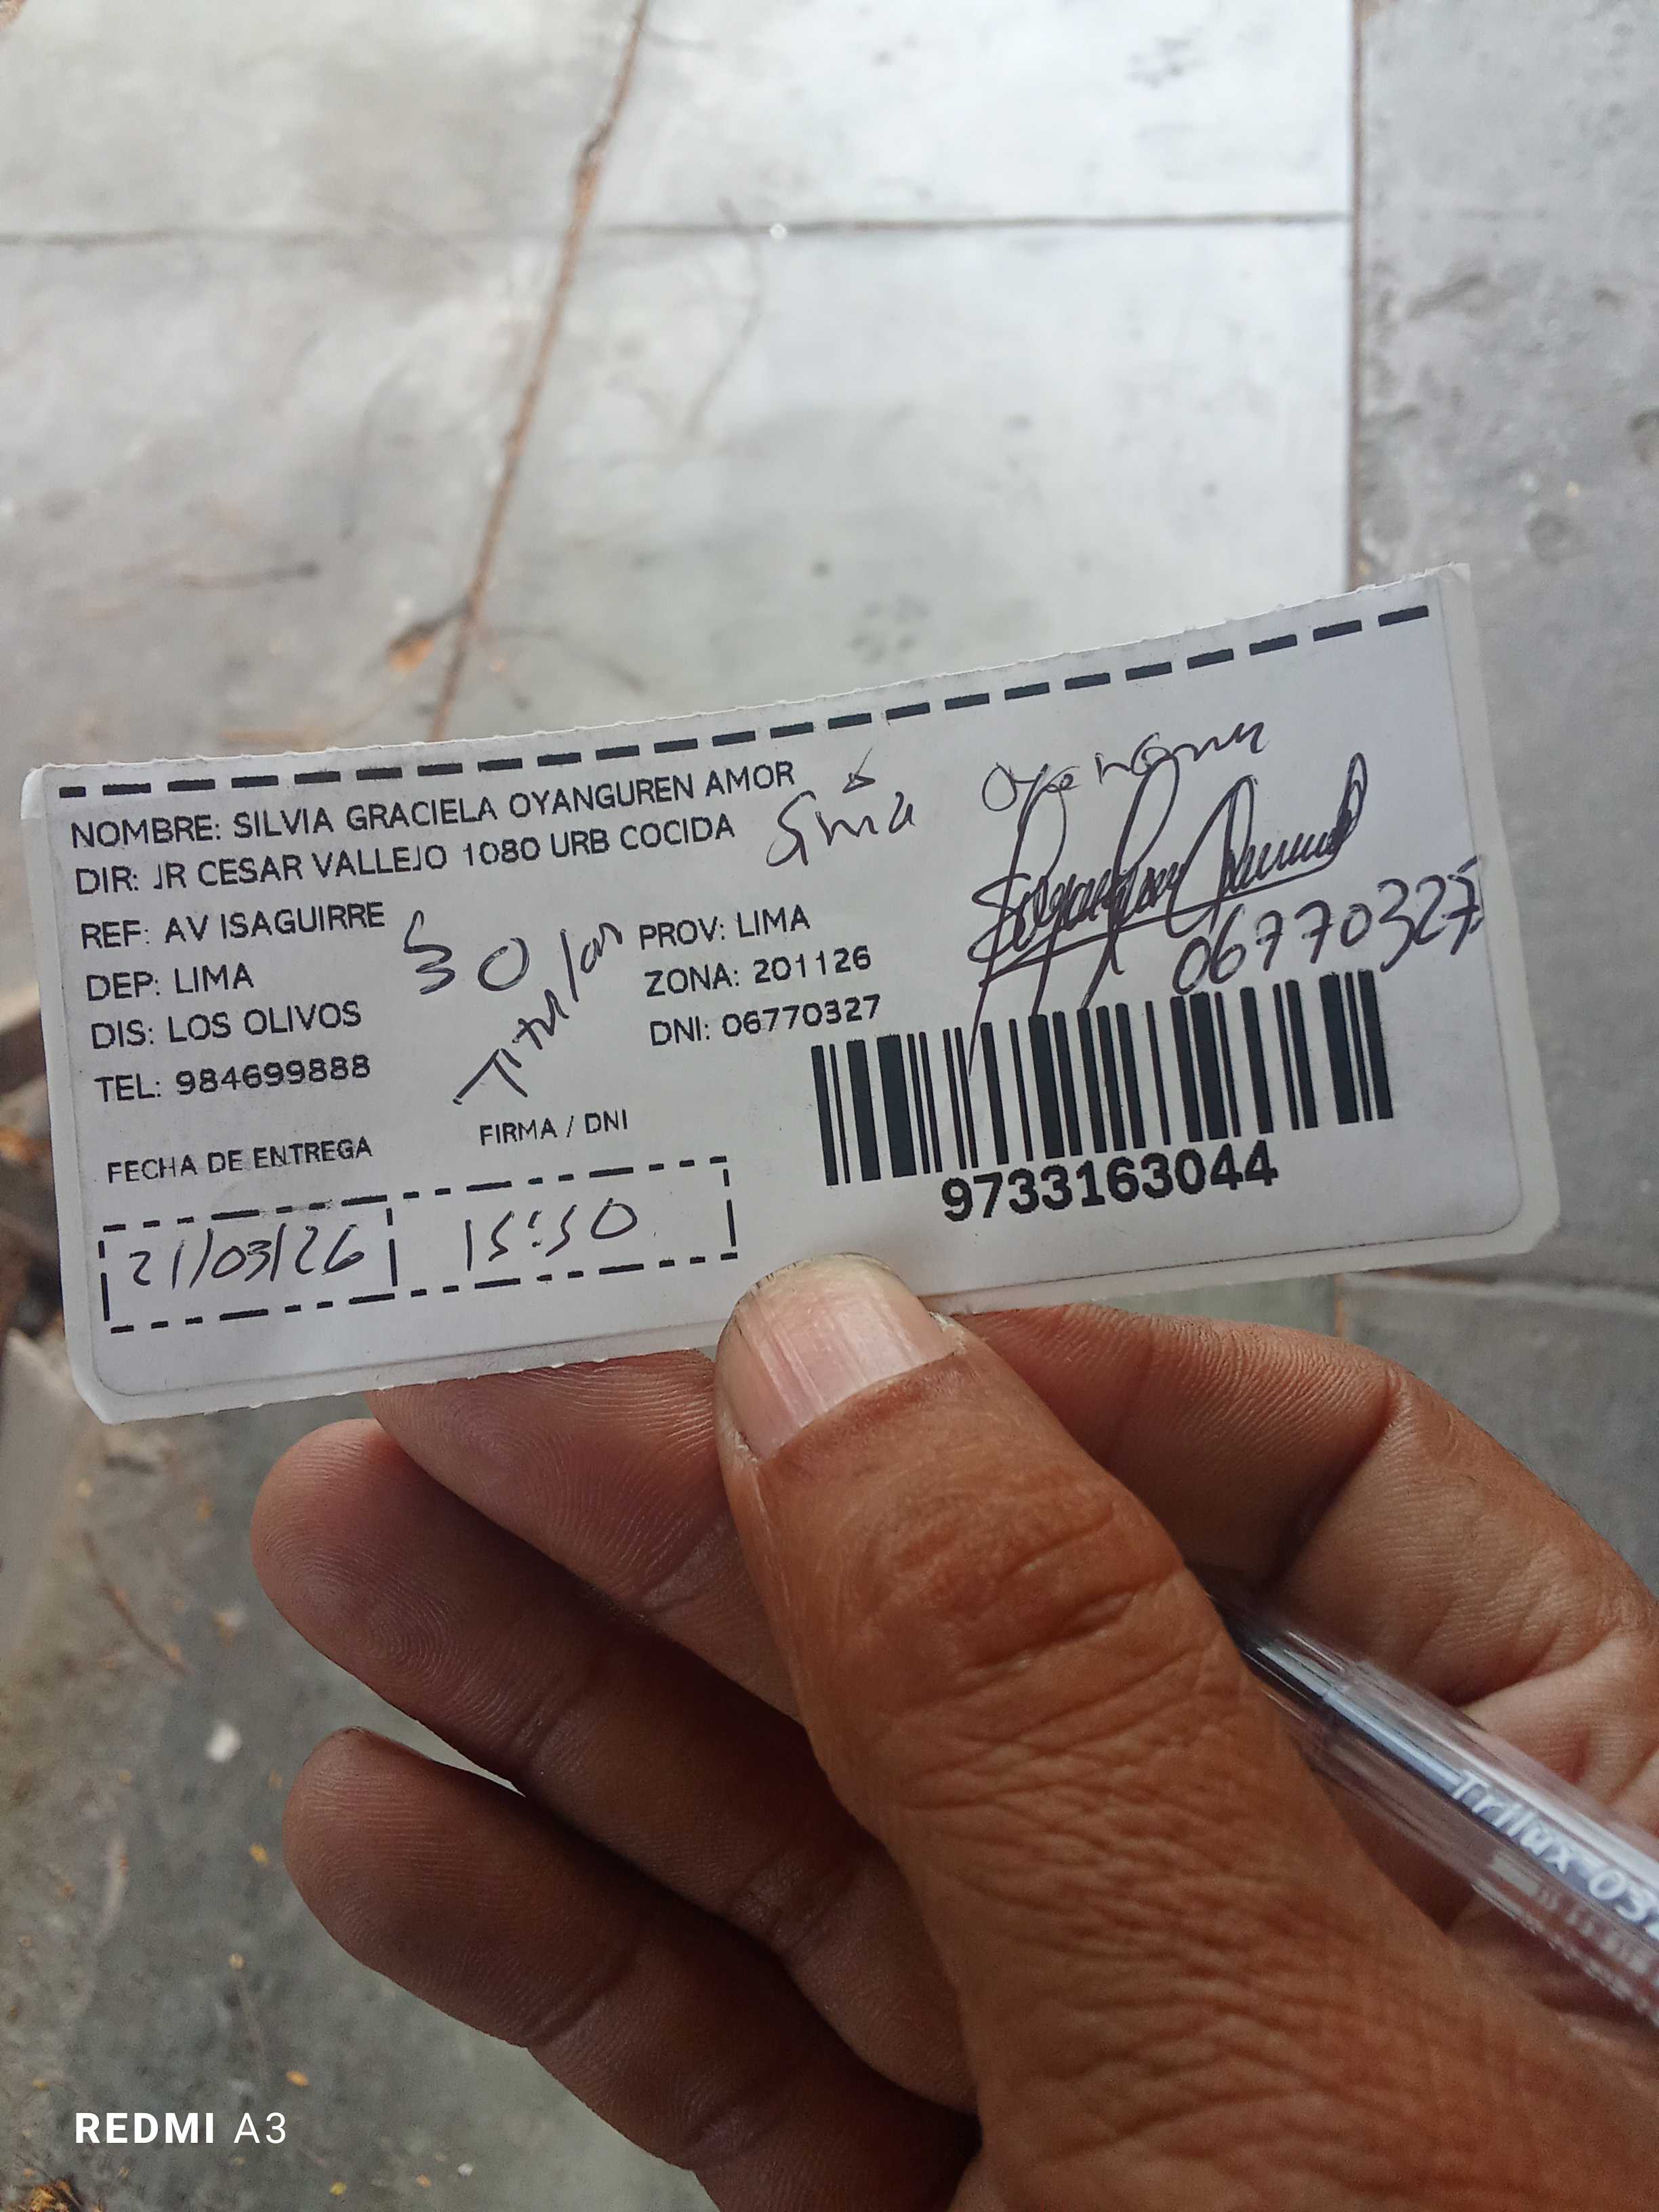 NOMBRE: SILVIA GRACIELA OYANGUREN AMOR
DIR: JR CESAR VALLEJO 1080 URB COCIDA
REF: AV ISAGUIRRE
DEP: LIMA
PROV: LIMA
DIS: LOS OLIVOS
ZONA: 201126
TEL: 984699888
DNI: 06770327
06770327
FECHA DE ENTREGA
FIRMA / DNI
21/03/26
15:50
9733163044
Trilux 032
REDMI A3